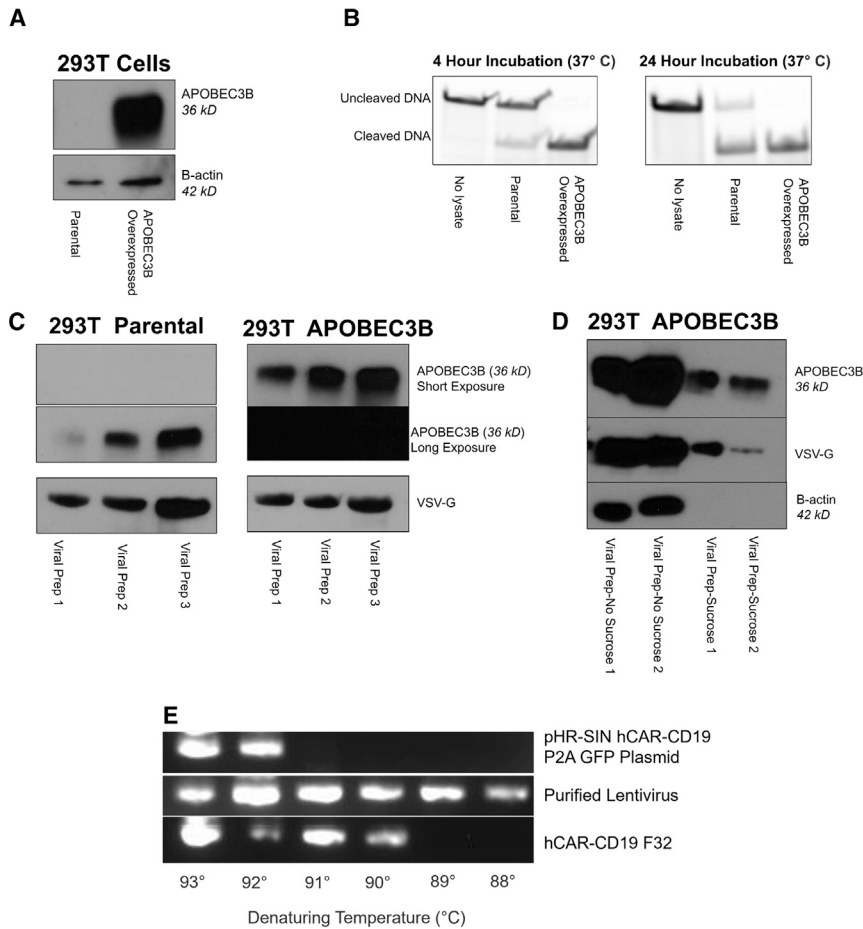 A
293T Cells
APOBEC3B
36 kD
B-actin
42 kD
Parental
APOBEC3B
Overexpressed
B
4 Hour Incubation (37° C)
24 Hour Incubation (37° C)
Uncleaved DNA
Cleaved DNA
No lysate
Parental
APOBEC3B
Overexpressed
No lysate
Parental
APOBEC3B
Overexpressed
C
293T Parental
293T APOBEC3B
APOBEC3B (36 kD)
Short Exposure
APOBEC3B (36 kD)
Long Exposure
VSV-G
Viral Prep 1
Viral Prep 2
Viral Prep 3
Viral Prep 1
Viral Prep 2
Viral Prep 3
D
293T APOBEC3B
APOBEC3B
36 kD
VSV-G
B-actin
42 kD
Viral Prep-No Sucrose 1
Viral Prep-No Sucrose 2
Viral Prep-Sucrose 1
Viral Prep-Sucrose 2
E
pHR-SIN hCAR-CD19
P2A GFP Plasmid
Purified Lentivirus
hCAR-CD19 F32
93° 92° 91° 90° 89° 88°
Denaturing Temperature (°C)